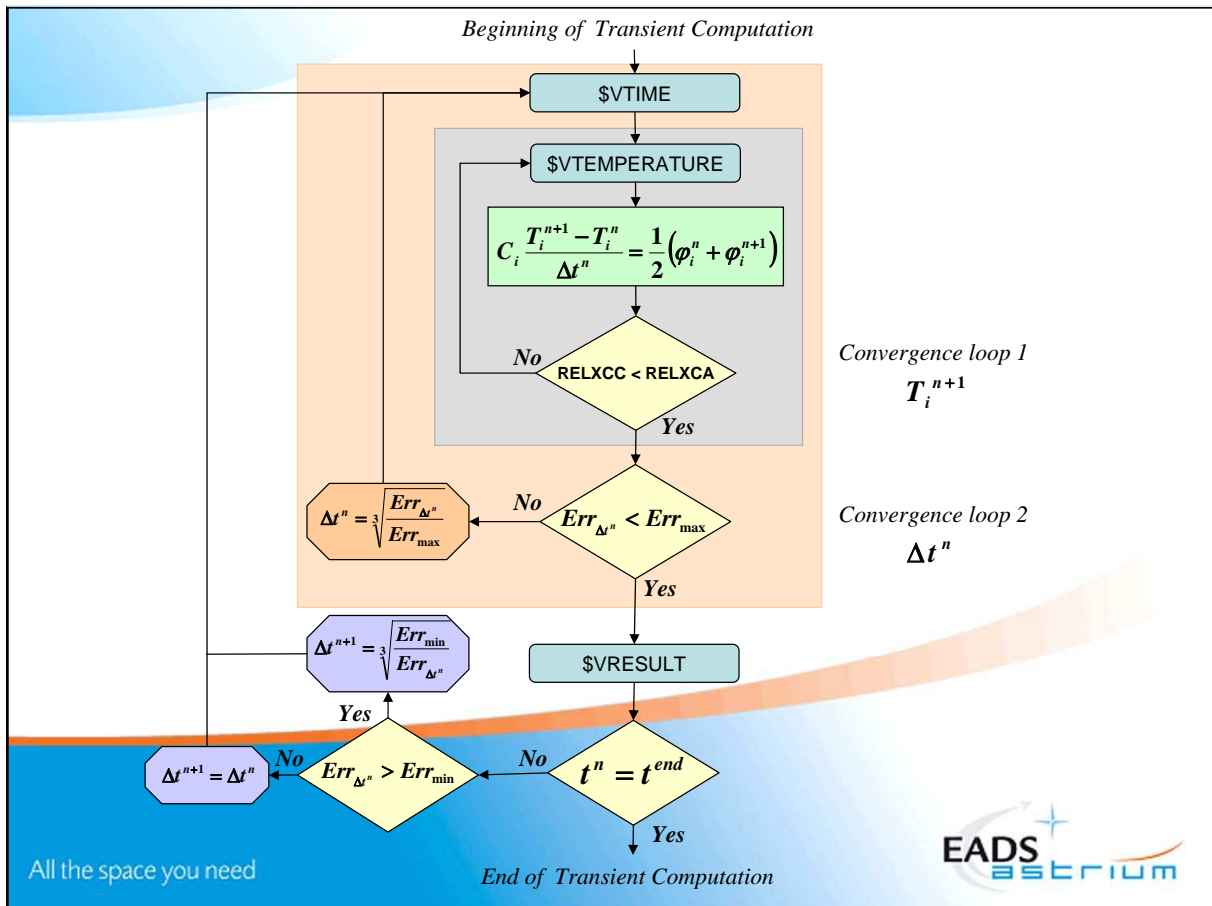 Beginning of Transient Computation
$VTIME
$VTEMPERATURE
C_i (T_i^{n+1} − T_i^n) / Δt^n = 1/2 (φ_i^n + φ_i^{n+1})
No
RELXCC < RELXCA
Yes
Convergence loop 1
T_i^{n+1}
Δt^n = ∛(Err_{Δt^n} / Err_max)
No
Err_{Δt^n} < Err_max
Yes
Convergence loop 2
Δt^n
Δt^{n+1} = ∛(Err_min / Err_{Δt^n})
$VRESULT
Yes
Δt^{n+1} = Δt^n
No
Err_{Δt^n} > Err_min
No
t^n = t^{end}
Yes
End of Transient Computation
All the space you need
EADS
astrium